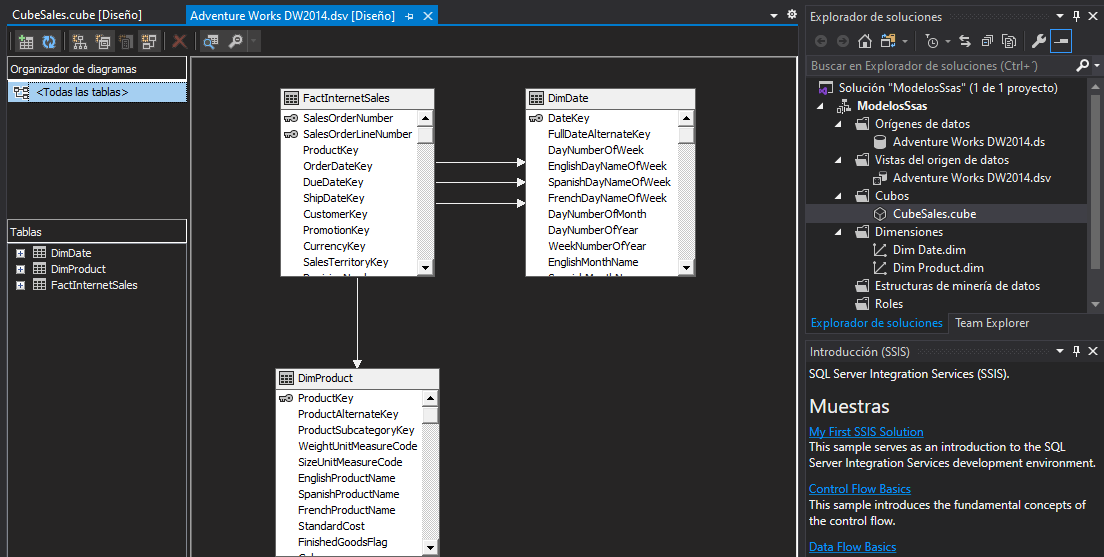 CubeSales.cube [Diseño]
Adventure Works DW2014.dsv [Diseño]
Organizador de diagramas
<Todas las tablas>
Tablas
DimDate
DimProduct
FactInternetSales
FactInternetSales
SalesOrderNumber
SalesOrderLineNumber
ProductKey
OrderDateKey
DueDateKey
ShipDateKey
CustomerKey
PromotionKey
CurrencyKey
SalesTerritoryKey
DimDate
DateKey
FullDateAlternateKey
DayNumberOfWeek
EnglishDayNameOfWeek
SpanishDayNameOfWeek
FrenchDayNameOfWeek
DayNumberOfMonth
DayNumberOfYear
WeekNumberOfYear
EnglishMonthName
DimProduct
ProductKey
ProductAlternateKey
ProductSubcategoryKey
WeightUnitMeasureCode
SizeUnitMeasureCode
EnglishProductName
SpanishProductName
FrenchProductName
StandardCost
FinishedGoodsFlag
Explorador de soluciones
Buscar en Explorador de soluciones (Ctrl+´)
Solución "ModelosSsas" (1 de 1 proyecto)
ModelosSsas
Orígenes de datos
Adventure Works DW2014.ds
Vistas del origen de datos
Adventure Works DW2014.dsv
Cubos
CubeSales.cube
Dimensiones
Dim Date.dim
Dim Product.dim
Estructuras de minería de datos
Roles
Explorador de soluciones
Team Explorer
Introducción (SSIS)
SQL Server Integration Services (SSIS).
Muestras
My First SSIS Solution
This sample serves as an introduction to the SQL
Server Integration Services development environment.
Control Flow Basics
This sample introduces the fundamental concepts of
the control flow.
Data Flow Basics